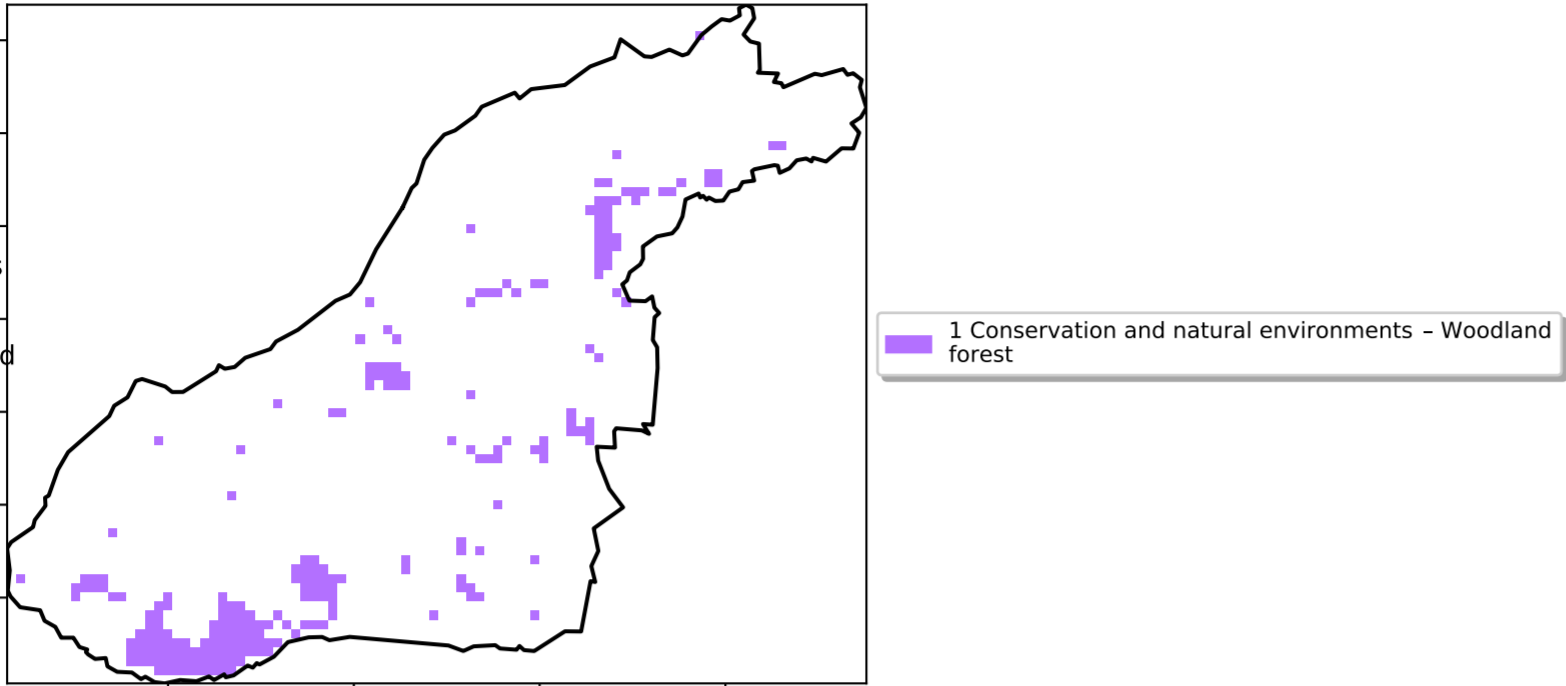 d
1 Conservation and natural environments – Woodland
forest